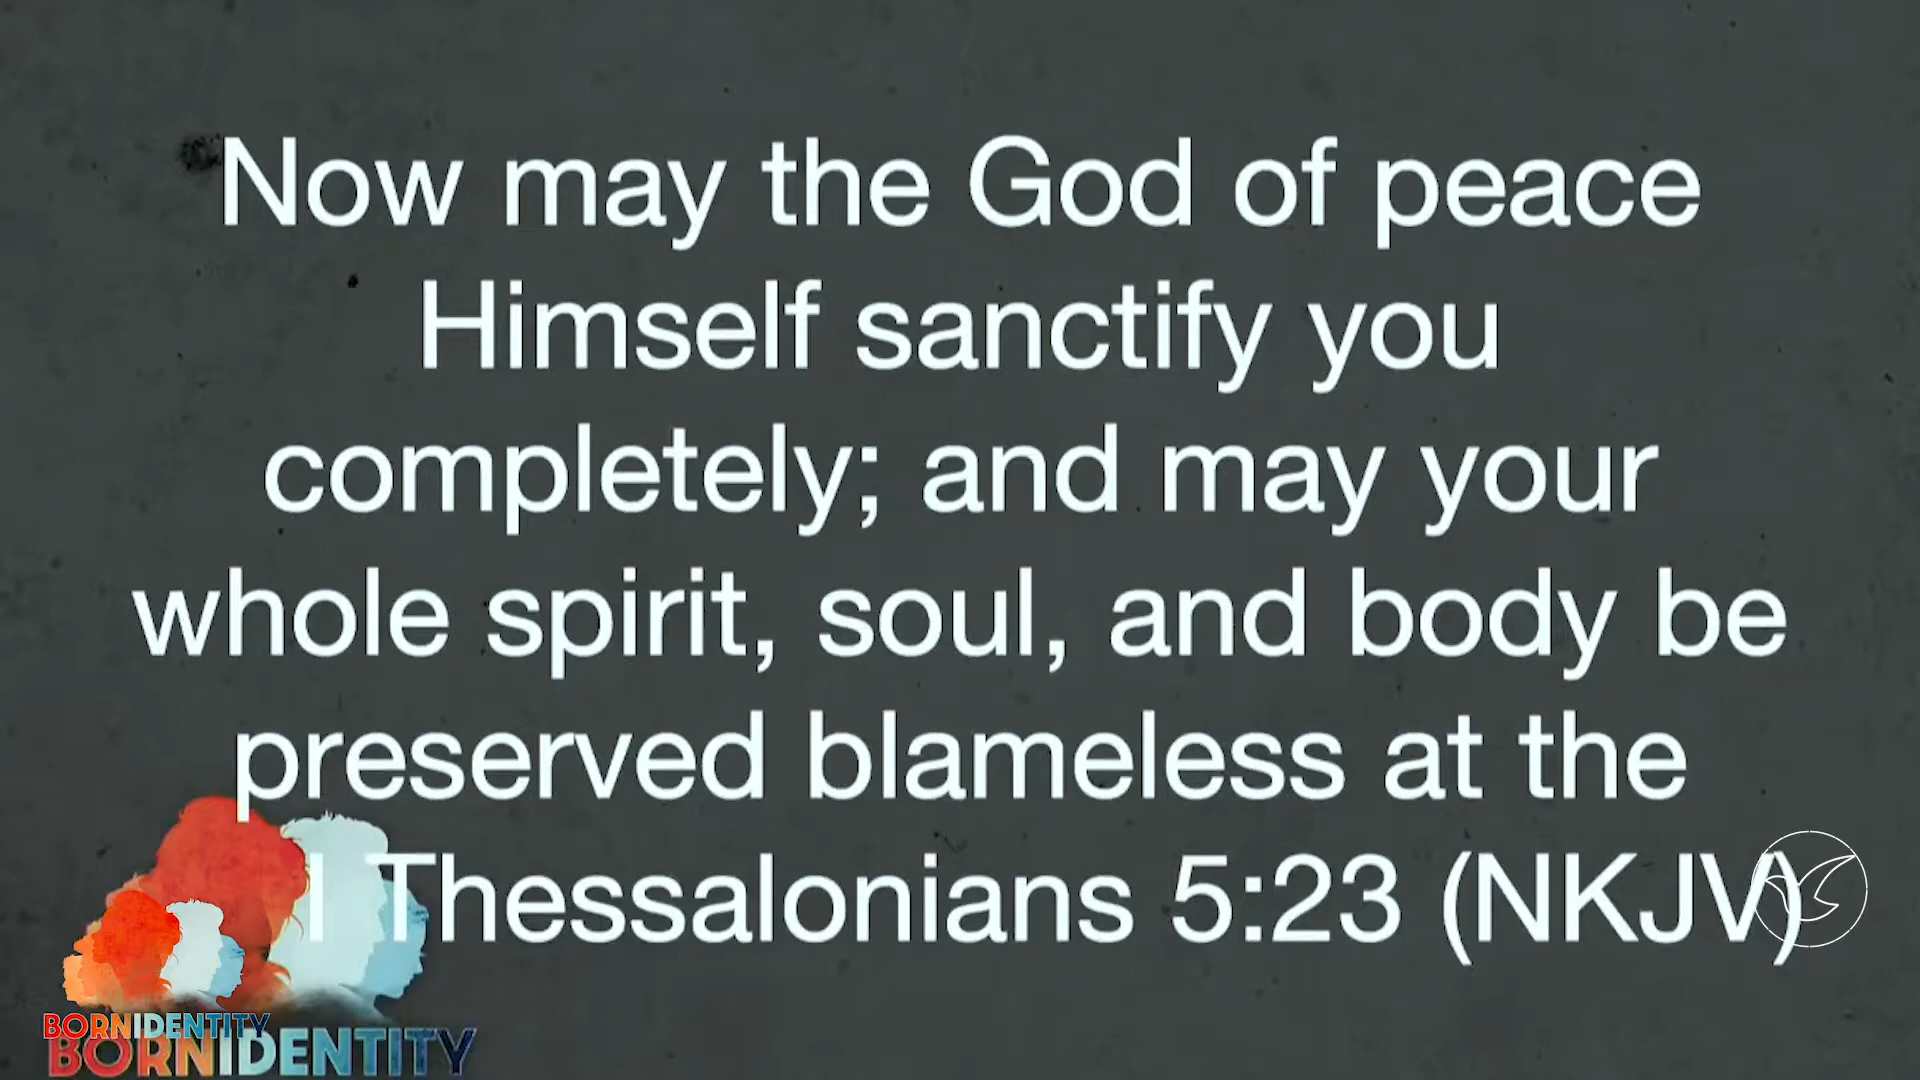 Now may the God of peace
Himself sanctify you
completely; and may your
whole spirit, soul, and body be
preserved blameless at the
I Thessalonians 5:23 (NKJV)
BORNIDENTITY
BORNIDENTITY